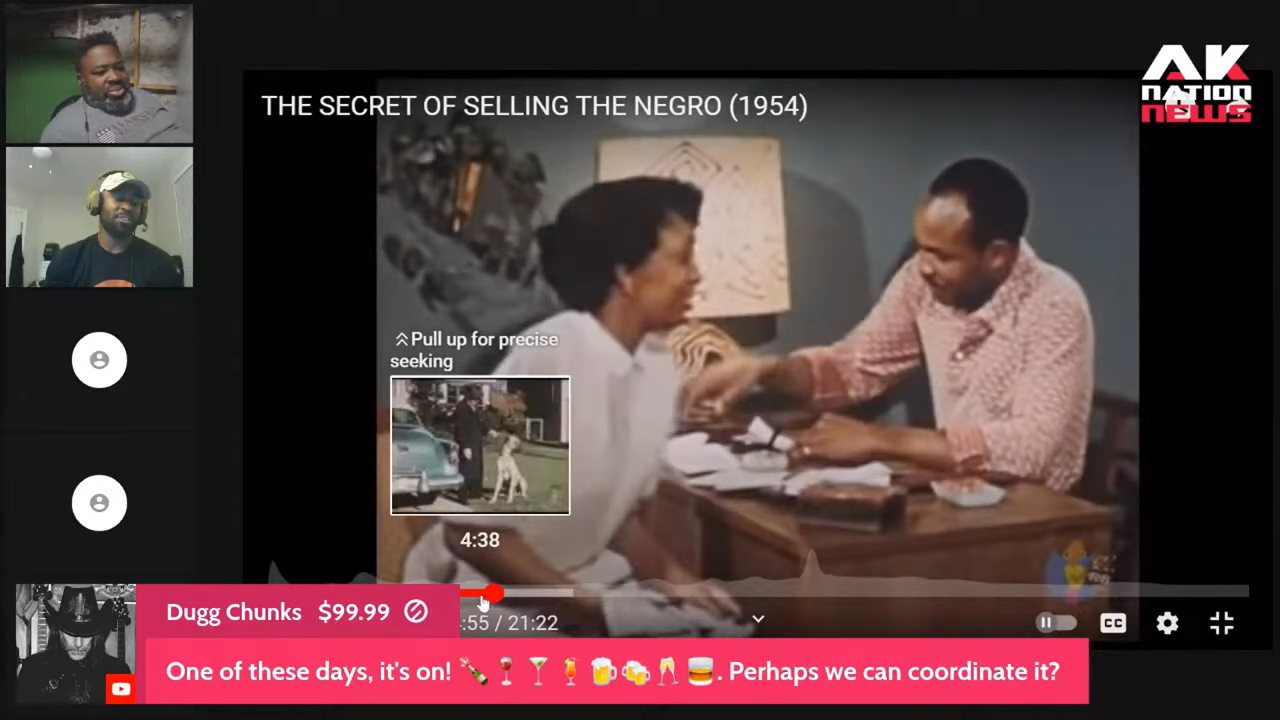 THE SECRET OF SELLING THE NEGRO (1954)
AK
NATION
NEWS
Pull up for precise
seeking
4:38
:55 / 21:22
CC
Dugg Chunks $99.99
One of these days, it's on! 🍾🍷🍸🍹🍺🍻🥂🥃. Perhaps we can coordinate it?